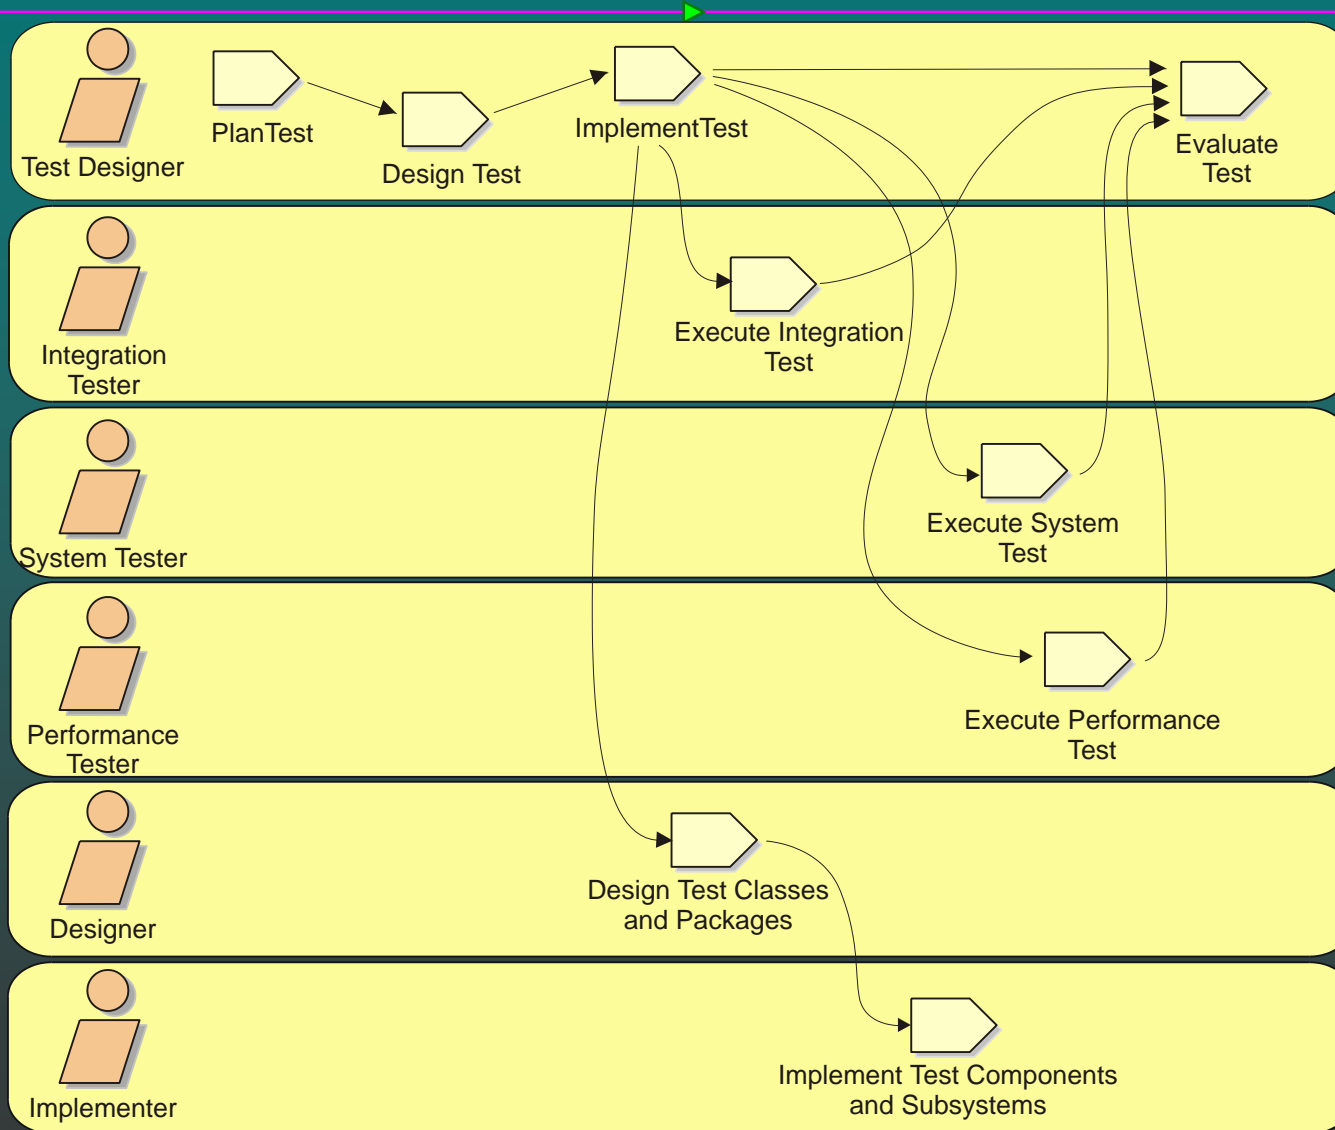 Test Designer
PlanTest
Design Test
ImplementTest
Evaluate
Test
Integration
Tester
Execute Integration
Test
System Tester
Execute System
Test
Performance
Tester
Execute Performance
Test
Designer
Design Test Classes
and Packages
Implementer
Implement Test Components
and Subsystems